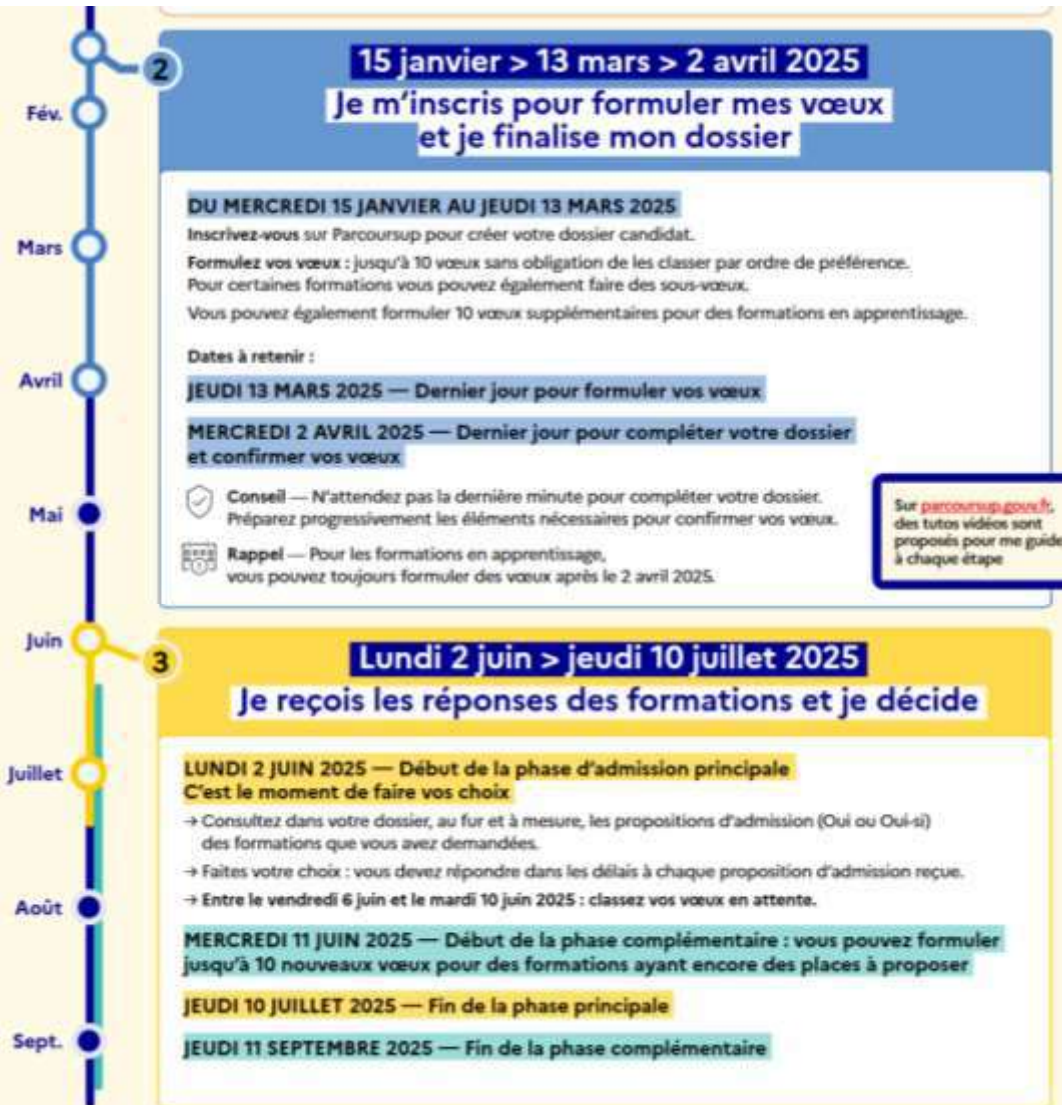 2
15 janvier > 13 mars > 2 avril 2025
Je m'inscris pour formuler mes vœux
et je finalise mon dossier
Fév.
Mars
Avril
Mai
DU MERCREDI 15 JANVIER AU JEUDI 13 MARS 2025
Inscrivez-vous sur Parcoursup pour créer votre dossier candidat.
Formulez vos vœux : jusqu'à 10 vœux sans obligation de les classer par ordre de préférence.
Pour certaines formations vous pouvez également faire des sous-vœux.
Vous pouvez également formuler 10 vœux supplémentaires pour des formations en apprentissage.
Dates à retenir :
JEUDI 13 MARS 2025 — Dernier jour pour formuler vos vœux
MERCREDI 2 AVRIL 2025 — Dernier jour pour compléter votre dossier
et confirmer vos vœux
Conseil — N'attendez pas la dernière minute pour compléter votre dossier.
Préparez progressivement les éléments nécessaires pour confirmer vos vœux.
Rappel — Pour les formations en apprentissage,
vous pouvez toujours formuler des vœux après le 2 avril 2025.
Sur parcoursup.gouv.fr,
des tutos vidéos sont
proposés pour me guide
à chaque étape
Juin
Juillet
Août
Sept.
3
Lundi 2 juin > jeudi 10 juillet 2025
Je reçois les réponses des formations et je décide
LUNDI 2 JUIN 2025 — Début de la phase d'admission principale
C'est le moment de faire vos choix
→ Consultez dans votre dossier, au fur et à mesure, les propositions d'admission (Oui ou Oui-si)
des formations que vous avez demandées.
→ Faites votre choix : vous devez répondre dans les délais à chaque proposition d'admission reçue.
→ Entre le vendredi 6 juin et le mardi 10 juin 2025 : classez vos vœux en attente.
MERCREDI 11 JUIN 2025 — Début de la phase complémentaire : vous pouvez formuler
jusqu'à 10 nouveaux vœux pour des formations ayant encore des places à proposer
JEUDI 10 JUILLET 2025 — Fin de la phase principale
JEUDI 11 SEPTEMBRE 2025 — Fin de la phase complémentaire